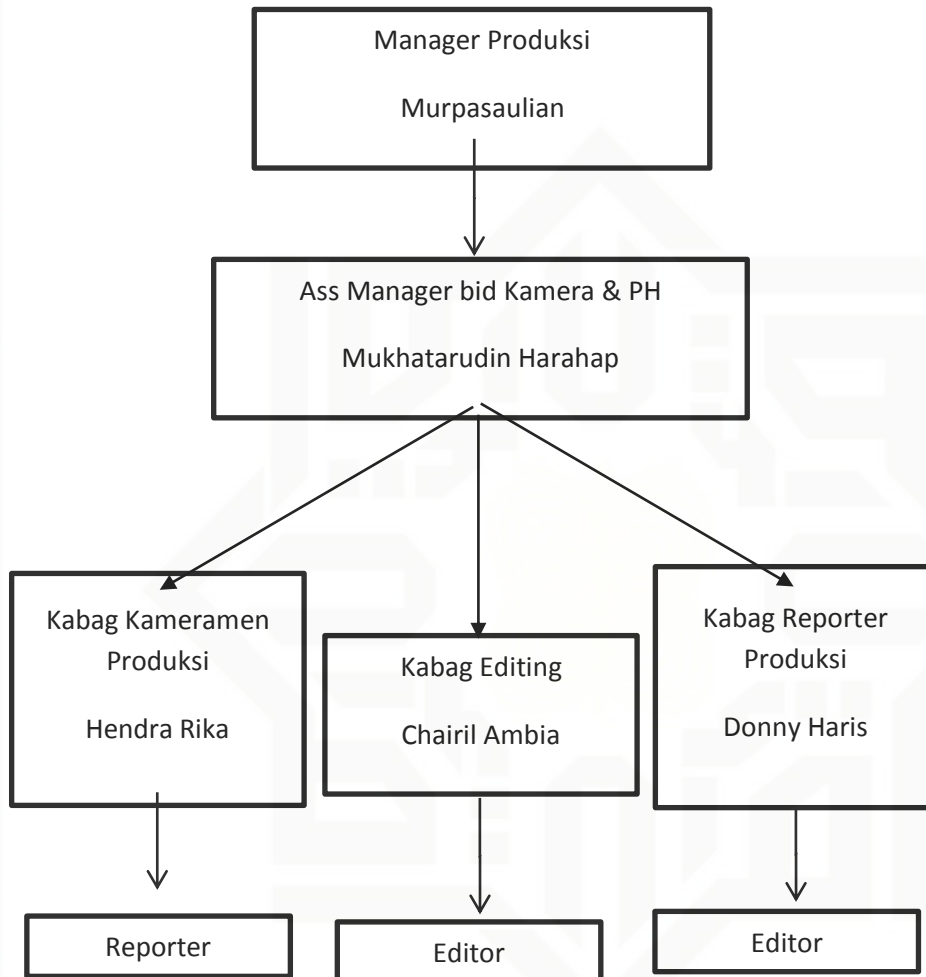 Manager Produksi
Murpasaulian
Ass Manager bid Kamera & PH
Mukhatarudin Harahap
Kabag Kameramen
Produksi
Hendra Rika
Kabag Editing
Chairil Ambia
Kabag Reporter
Produksi
Donny Haris
Reporter
Editor
Editor